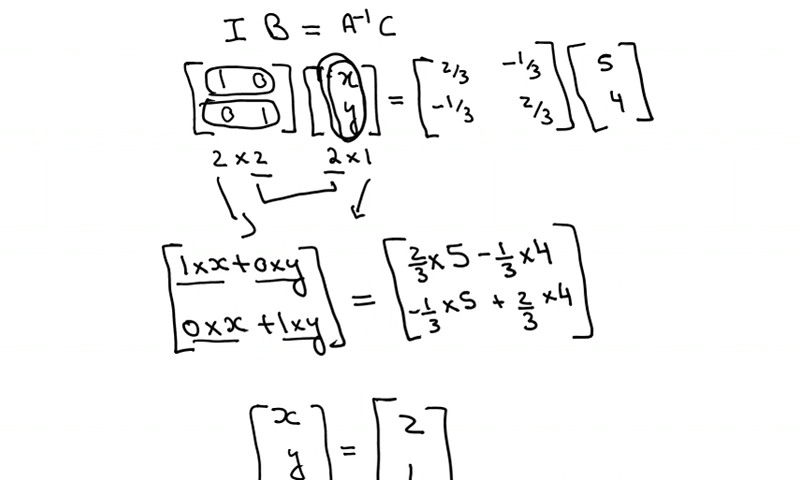 I B = A⁻¹ C
[1 0] [x] = [2/3 -1/3] [5]
[0 1] [y] [-1/3 2/3] [4]
2 × 2 2 × 1
[1×x + 0×y] = [2/3 × 5 - 1/3 × 4]
[0×x + 1×y] [-1/3 × 5 + 2/3 × 4]
[x] = [2]
[y] [1]